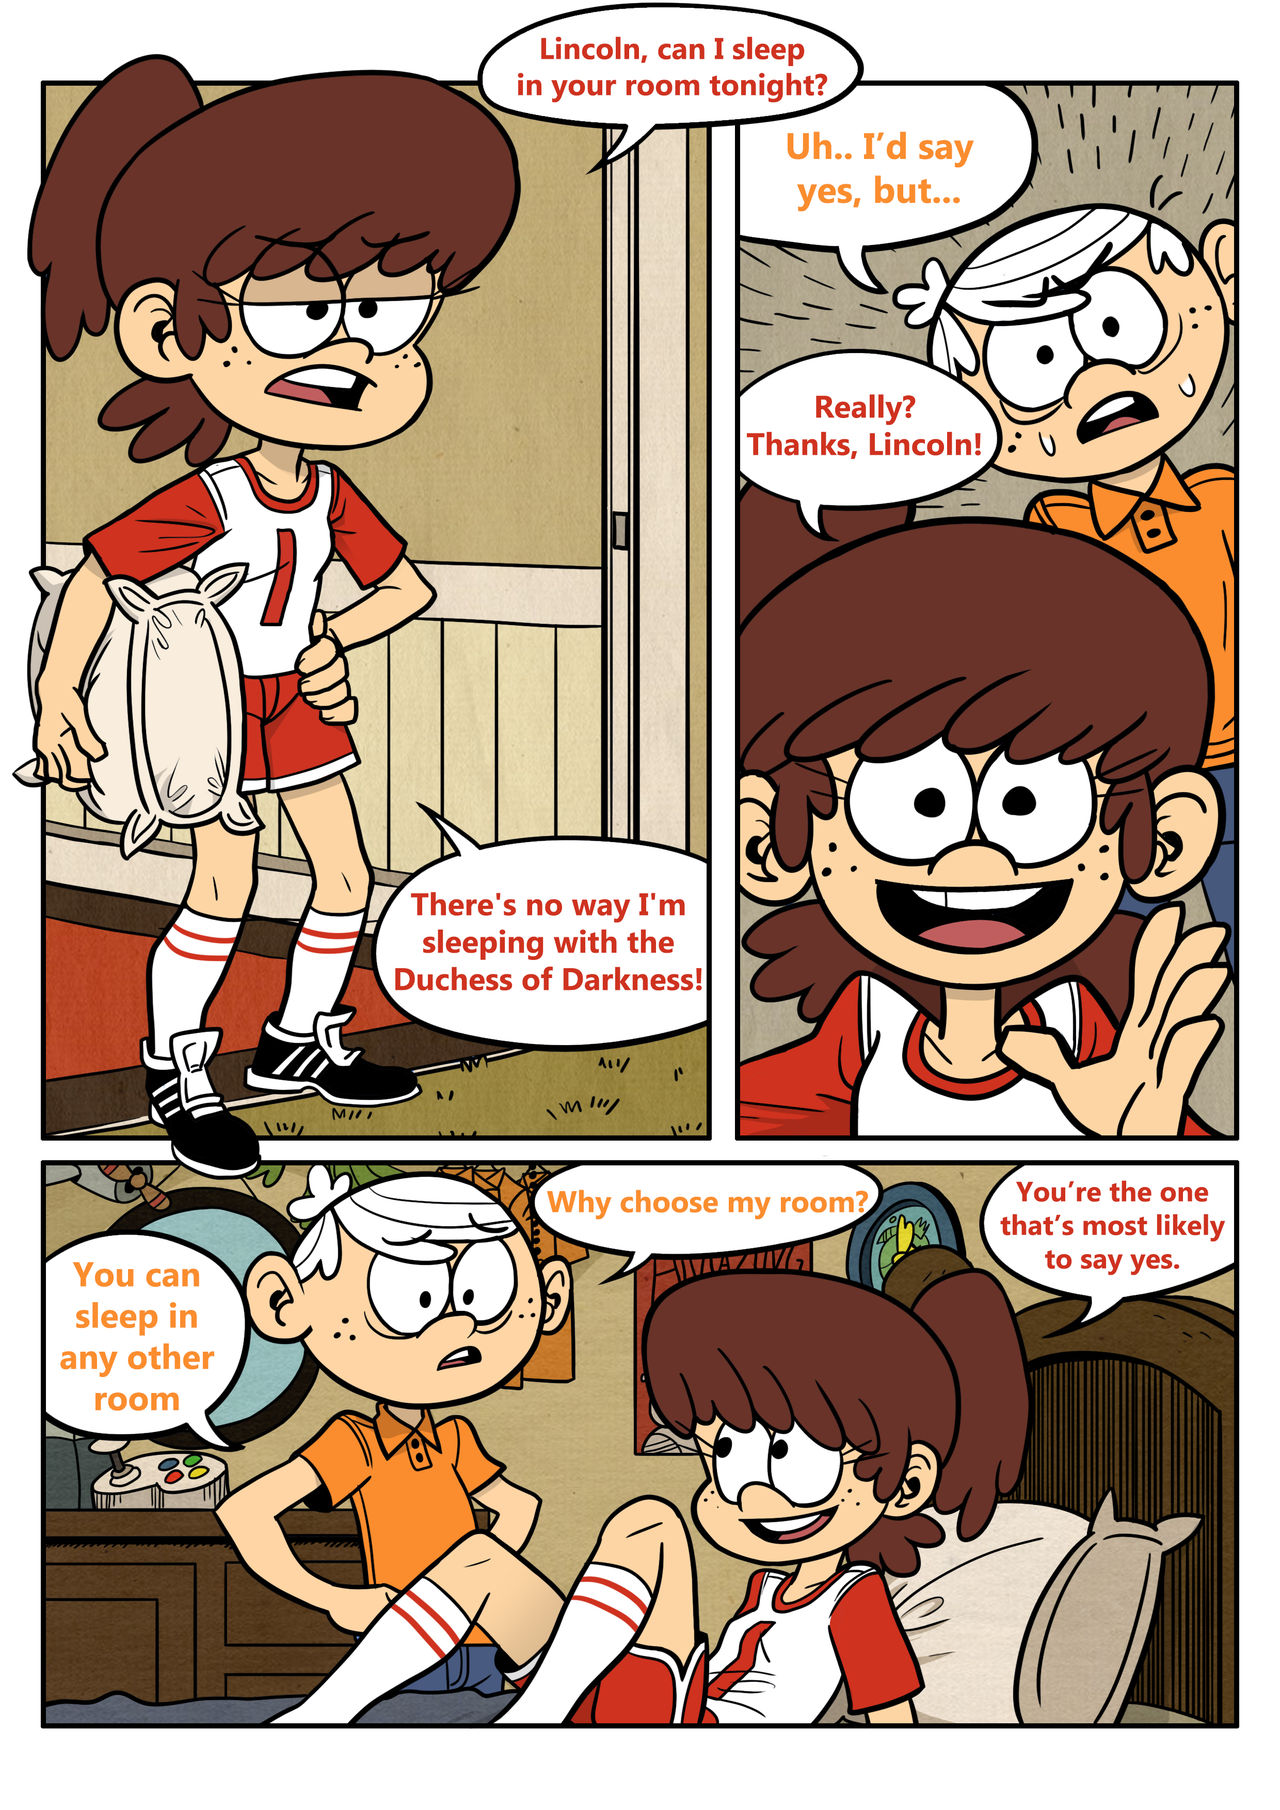 Lincoln, can I sleep
in your room tonight?
1
There's no way I'm
sleeping with the
Duchess of Darkness!
Uh.. I’d say
yes, but...
Really?
Thanks, Lincoln!
You can
sleep in
any other
room
Why choose my room?
You’re the one
that’s most likely
to say yes.
1